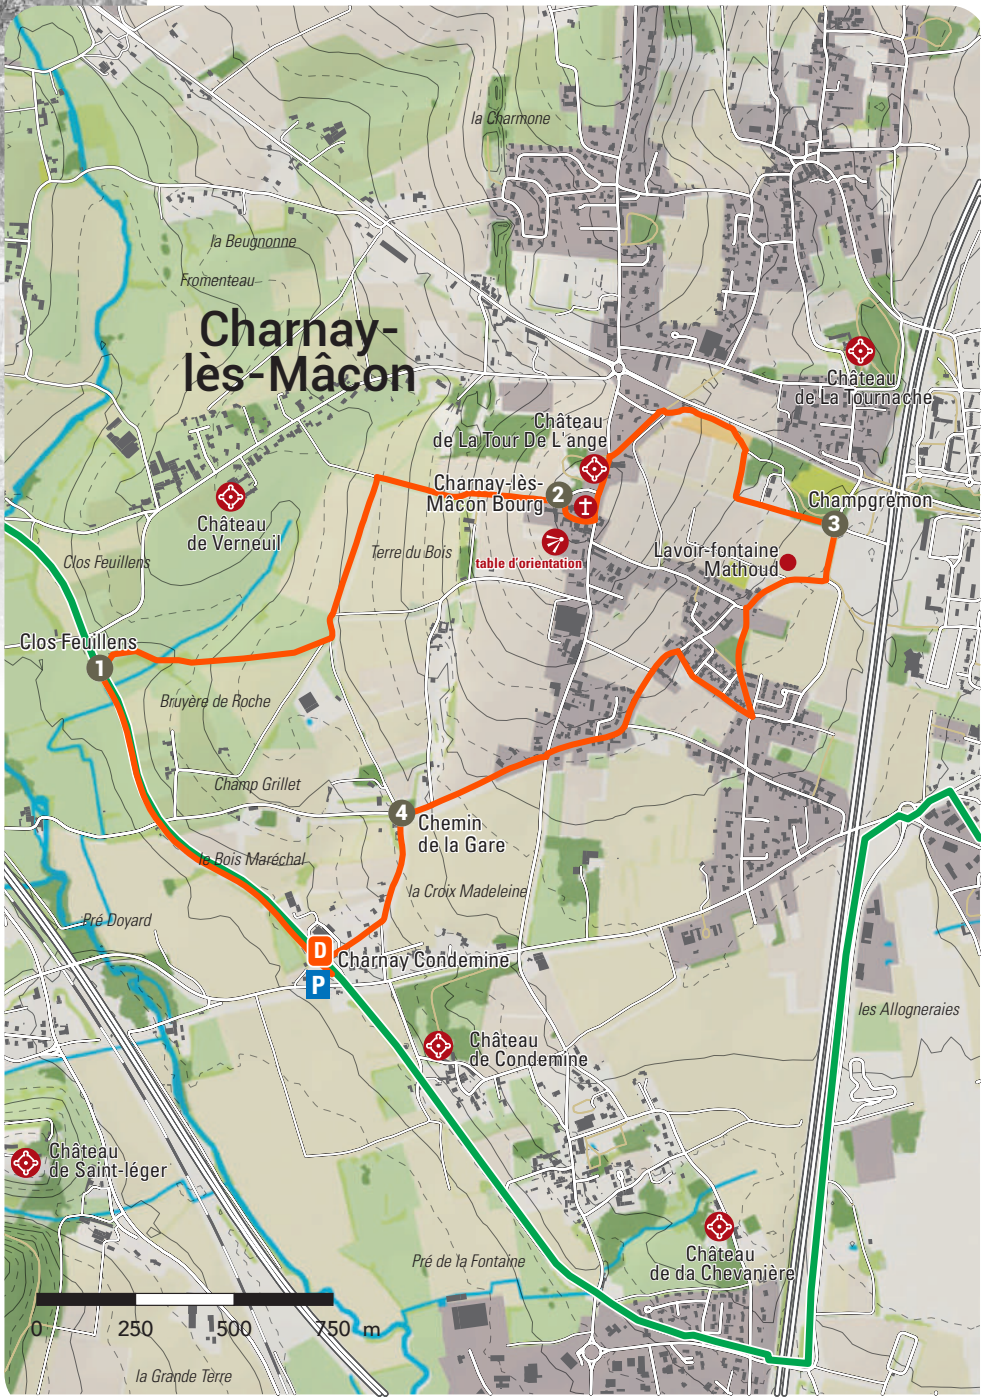 la Charmone
la Beugnonne
Fromenteau
Charnay-
lès-Mâcon
Château
de La Tournache
Château
de La Tour De L'ange
Charnay-lès-
Mâcon Bourg
2
Champgremon
3
Château
de Verneuil
table d'orientation
Terre du Bois
Lavoir-fontaine
Mathoud
Clos Feuillens
Clos Feuillens
1
Bruyère de Roche
Champ Grillet
4
Chemin
de la Gare
le Bois Maréchal
la Croix Madeleine
Pré Doyard
D
Charnay Condemine
P
les Allogneraies
Château
de Condemine
Château
de Saint-léger
Château
de da Chevanière
Pré de la Fontaine
0 250 500 750 m
la Grande Terre